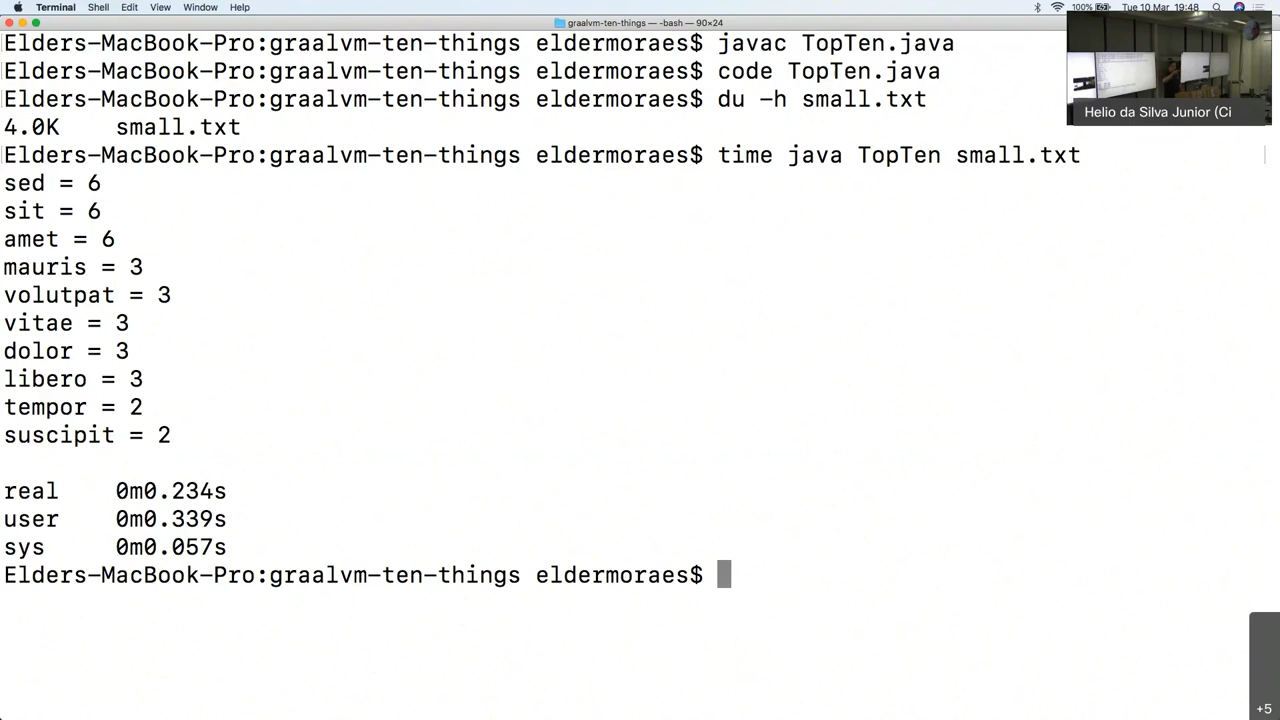 Terminal Shell Edit View Window Help 100% Tue 10 Mar 19:48
graalvm-ten-things — -bash — 90×24
Elders-MacBook-Pro:graalvm-ten-things eldermoraes$ javac TopTen.java
Elders-MacBook-Pro:graalvm-ten-things eldermoraes$ code TopTen.java
Elders-MacBook-Pro:graalvm-ten-things eldermoraes$ du -h small.txt
Helio da Silva Junior (Ci
4.0K small.txt
Elders-MacBook-Pro:graalvm-ten-things eldermoraes$ time java TopTen small.txt
sed = 6
sit = 6
amet = 6
mauris = 3
volutpat = 3
vitae = 3
dolor = 3
libero = 3
tempor = 2
suscipit = 2
real 0m0.234s
user 0m0.339s
sys 0m0.057s
Elders-MacBook-Pro:graalvm-ten-things eldermoraes$
+5